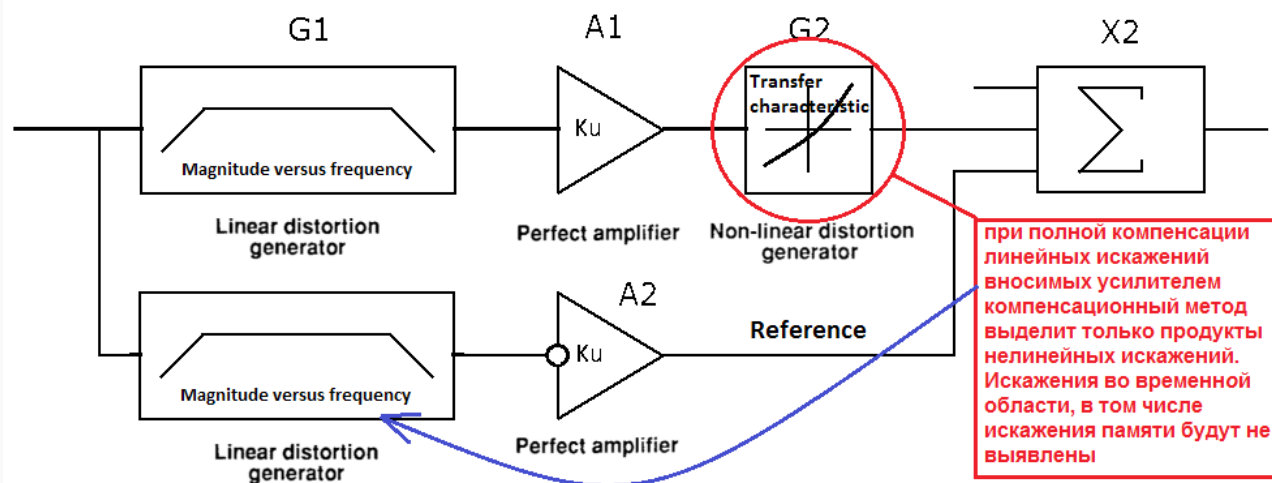 G1
A1
G2
X2
Transfer
characteristic
Ku
Magnitude versus frequency
Linear distortion
generator
Perfect amplifier
Non-linear distortion
generator
A2
Ku
Reference
Magnitude versus frequency
Linear distortion
generator
Perfect amplifier
при полной компенсации
линейных искажений
вносимых усилителем
компенсационный метод
выделит только продукты
нелинейных искажений.
Искажения во временной
области, в том числе
искажения памяти будут не
выявлены